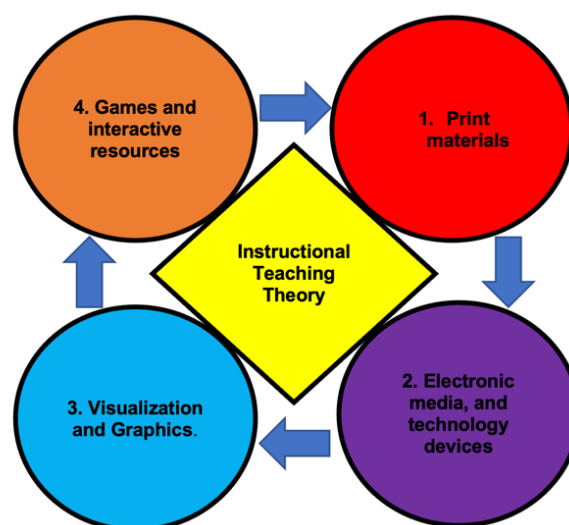 4. Games and
interactive
resources
1. Print
materials
Instructional
Teaching
Theory
3. Visualization
and Graphics.
2. Electronic
media, and
technology
devices